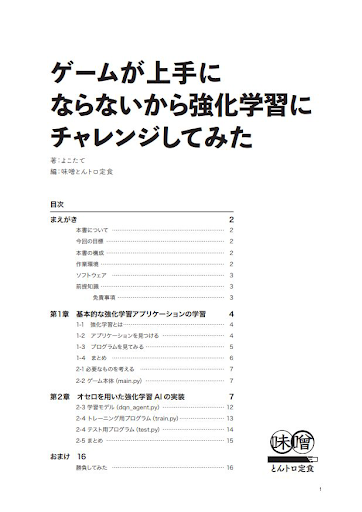 ゲームが上手に
ならないから強化学習に
チャレンジしてみた
著：よこたて
編：味噌とんトロ定食
目次
まえがき 2
本書について 2
今回の目標 2
本書の構成 2
作業環境 2
ソフトウェア 3
前提知識 3
免責事項 3
第1章 基本的な強化学習アプリケーションの学習 4
1-1 強化学習とは 4
1-2 アプリケーションを見つける 4
1-3 プログラムを見てみる 5
1-4 まとめ 6
2-1 必要なものを考える 7
2-2 ゲーム本体 (main.py) 7
第2章 オセロを用いた強化学習 AI の実装 7
2-3 学習モデル (dqn_agent.py) 12
2-4 トレーニング用プログラム (train.py) 13
2-4 テスト用プログラム (test.py) 14
2-5 まとめ 15
おまけ 16
勝負してみた 16
味噌
とんトロ定食
1